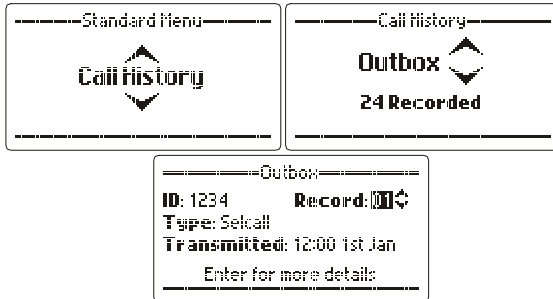 Standard Menu
Call History
Call History
Outbox
24 Recorded
Outbox
ID: 1234 Record: 01
Type: Selcall
Transmitted: 12:00 1st Jan
Enter for more details